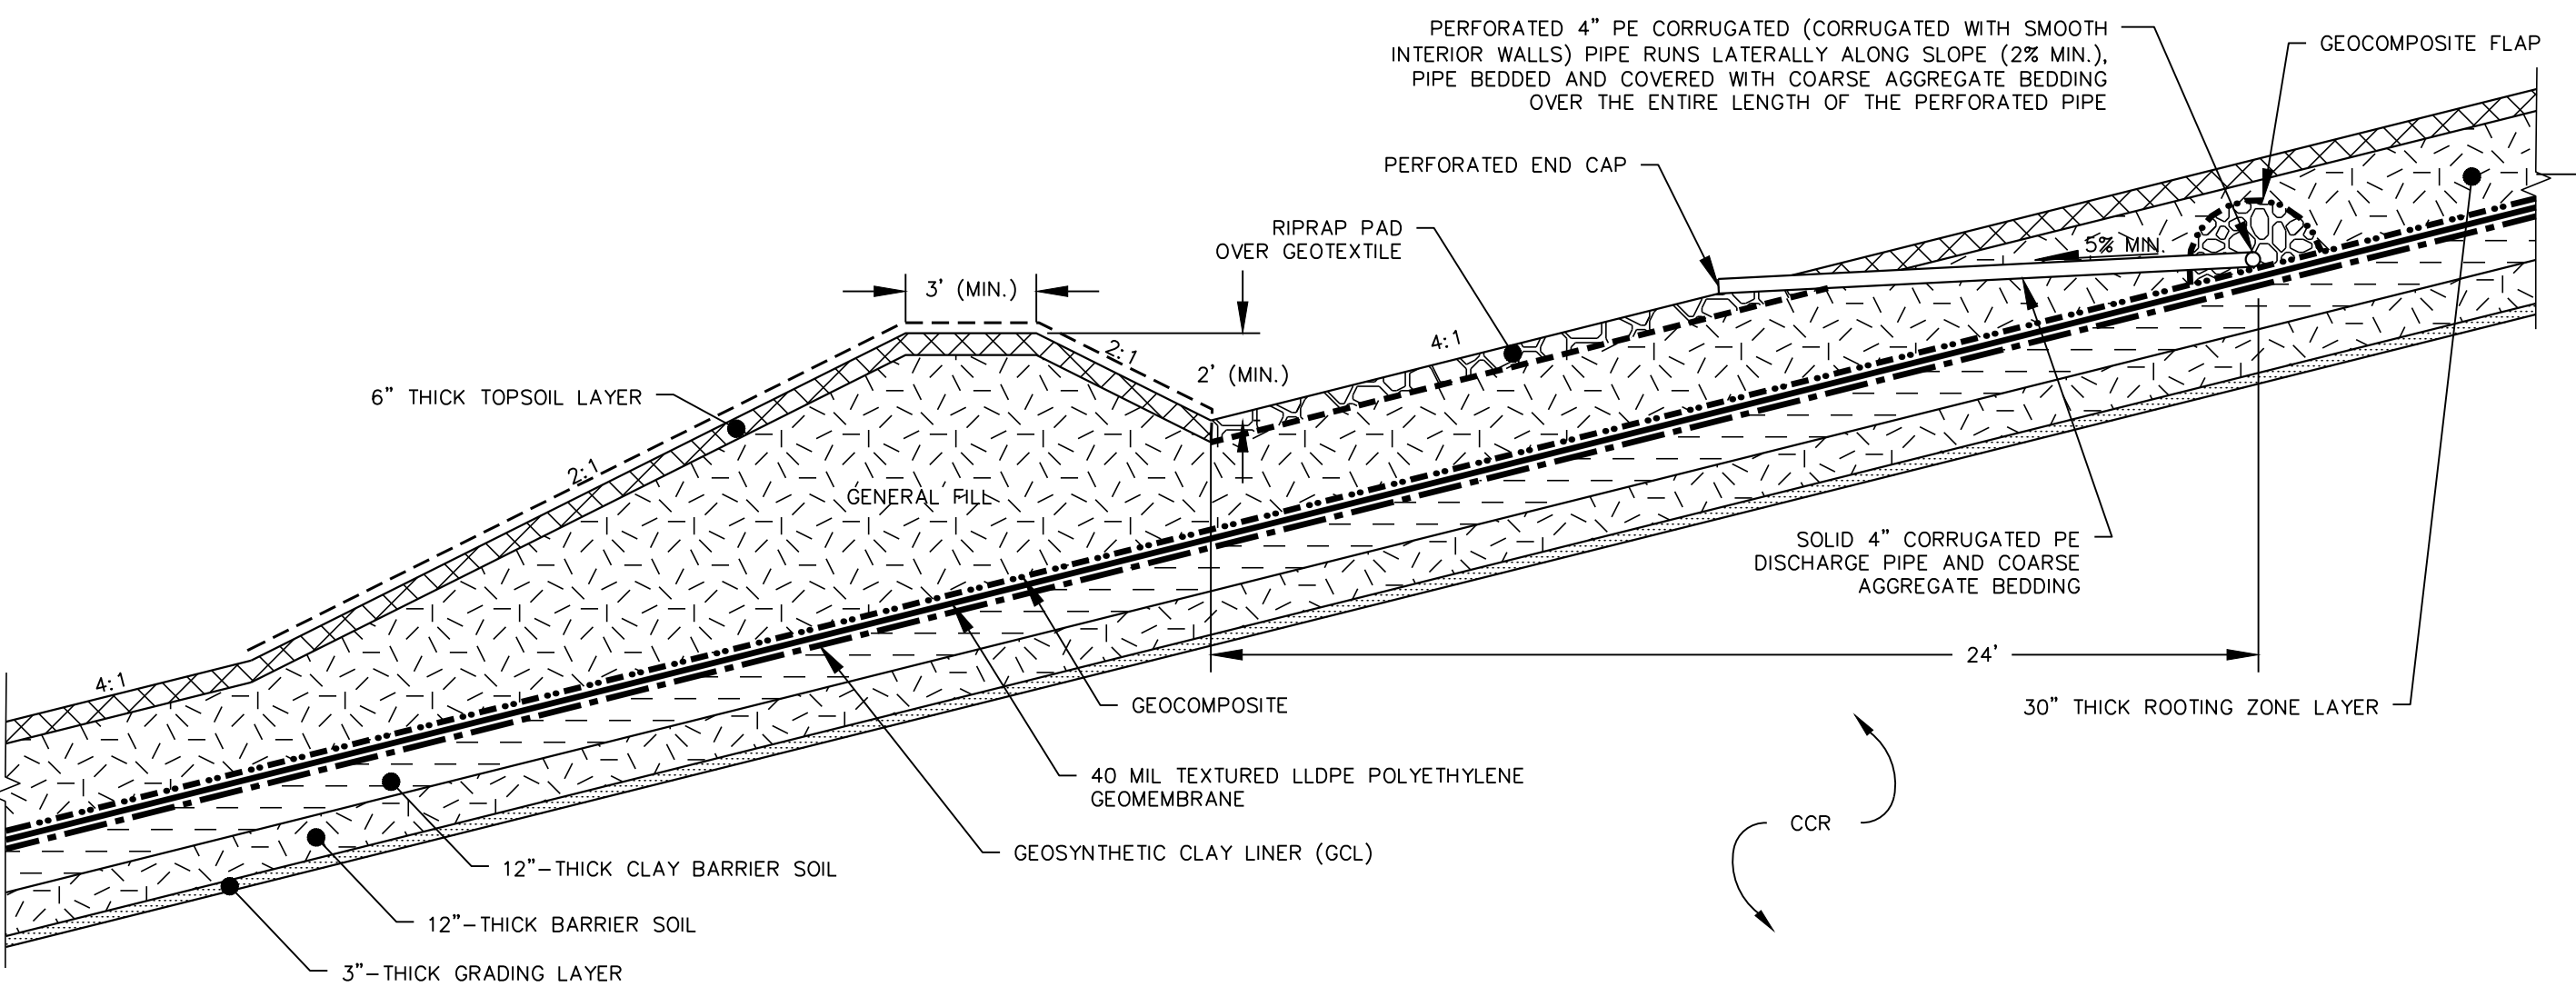 PERFORATED 4" PE CORRUGATED (CORRUGATED WITH SMOOTH
INTERIOR WALLS) PIPE RUNS LATERALLY ALONG SLOPE (2% MIN.),
PIPE BEDDED AND COVERED WITH COARSE AGGREGATE BEDDING
OVER THE ENTIRE LENGTH OF THE PERFORATED PIPE
GEOCOMPOSITE FLAP
PERFORATED END CAP
RIPRAP PAD
OVER GEOTEXTILE
5% MIN.
3' (MIN.)
2:1
4:1
2' (MIN.)
6" THICK TOPSOIL LAYER
2:1
GENERAL FILL
SOLID 4" CORRUGATED PE
DISCHARGE PIPE AND COARSE
AGGREGATE BEDDING
24'
4:1
GEOCOMPOSITE
30" THICK ROOTING ZONE LAYER
40 MIL TEXTURED LLDPE POLYETHYLENE
GEOMEMBRANE
CCR
GEOSYNTHETIC CLAY LINER (GCL)
12"-THICK CLAY BARRIER SOIL
12"-THICK BARRIER SOIL
3"-THICK GRADING LAYER